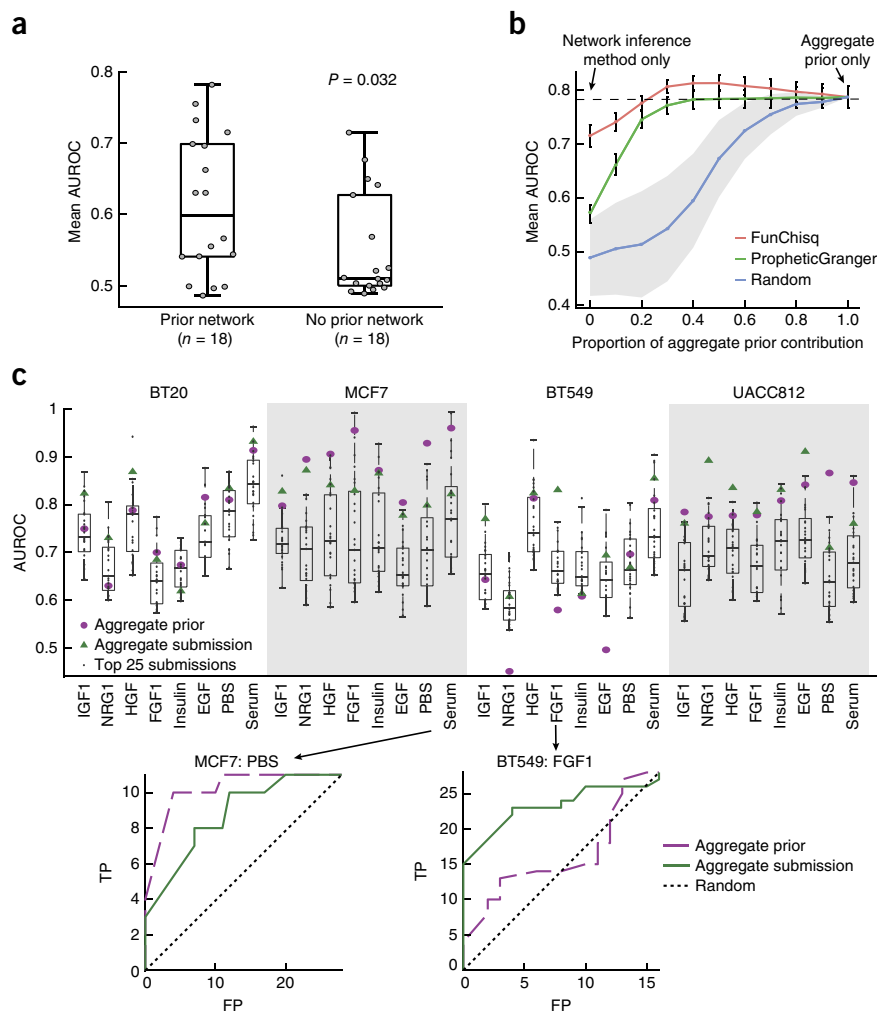 a
P = 0.032
0.8
0.7
0.6
0.5
Mean AUROC
Prior network
(n = 18)
No prior network
(n = 18)
b
Network inference
method only
Aggregate
prior only
0.8
0.7
0.6
0.5
0.4
Mean AUROC
FunChisq
PropheticGranger
Random
0
0.2
0.4
0.6
0.8
1.0
Proportion of aggregate prior contribution
c
BT20
MCF7
BT549
UACC812
1
0.9
0.8
0.7
0.6
0.5
AUROC
Aggregate prior
Aggregate submission
Top 25 submissions
IGF1
NRG1
HGF
FGF1
Insulin
EGF
PBS
Serum
IGF1
NRG1
HGF
FGF1
Insulin
EGF
PBS
Serum
IGF1
NRG1
HGF
FGF1
Insulin
EGF
PBS
Serum
IGF1
NRG1
HGF
FGF1
Insulin
EGF
PBS
Serum
MCF7: PBS
10
8
6
4
2
0
TP
0
10
20
FP
BT549: FGF1
25
20
15
10
5
0
TP
0
5
10
15
FP
Aggregate prior
Aggregate submission
Random